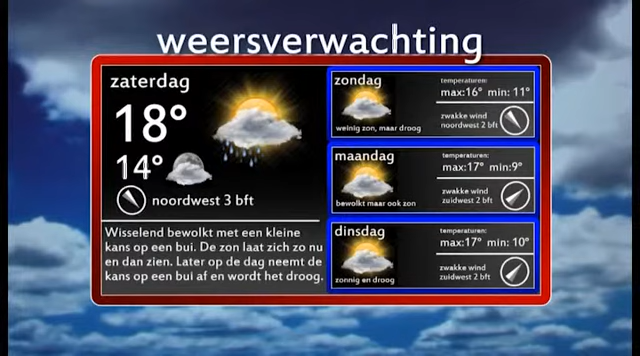 weersverwachting
zaterdag
18°
14°
noordwest 3 bft
Wisselend bewolkt met een kleine
kans op een bui. De zon laat zich zo nu
en dan zien. Later op de dag neemt de
kans op een bui af en wordt het droog.
zondag
weinig zon, maar droog
temperaturen:
max:16° min: 11°
zwakke wind
noordwest 2 bft
maandag
bewolkt maar ook zon
temperaturen:
max:17° min:9°
zwakke wind
zuidwest 2 bft
dinsdag
zonnig en droog
temperaturen:
max:17° min: 10°
zwakke wind
zuidwest 2 bft